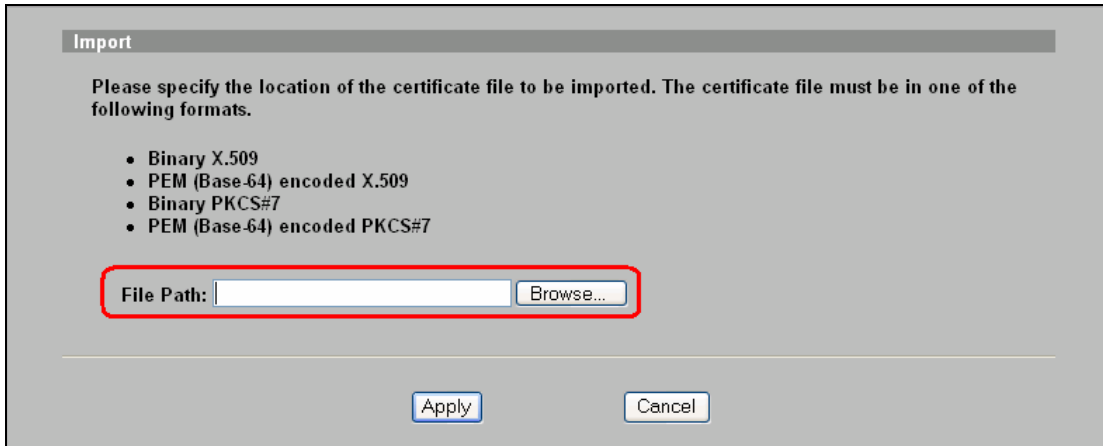 Import
Please specify the location of the certificate file to be imported. The certificate file must be in one of the
following formats.
• Binary X.509
• PEM (Base-64) encoded X.509
• Binary PKCS#7
• PEM (Base-64) encoded PKCS#7
File Path: Browse...
Apply Cancel